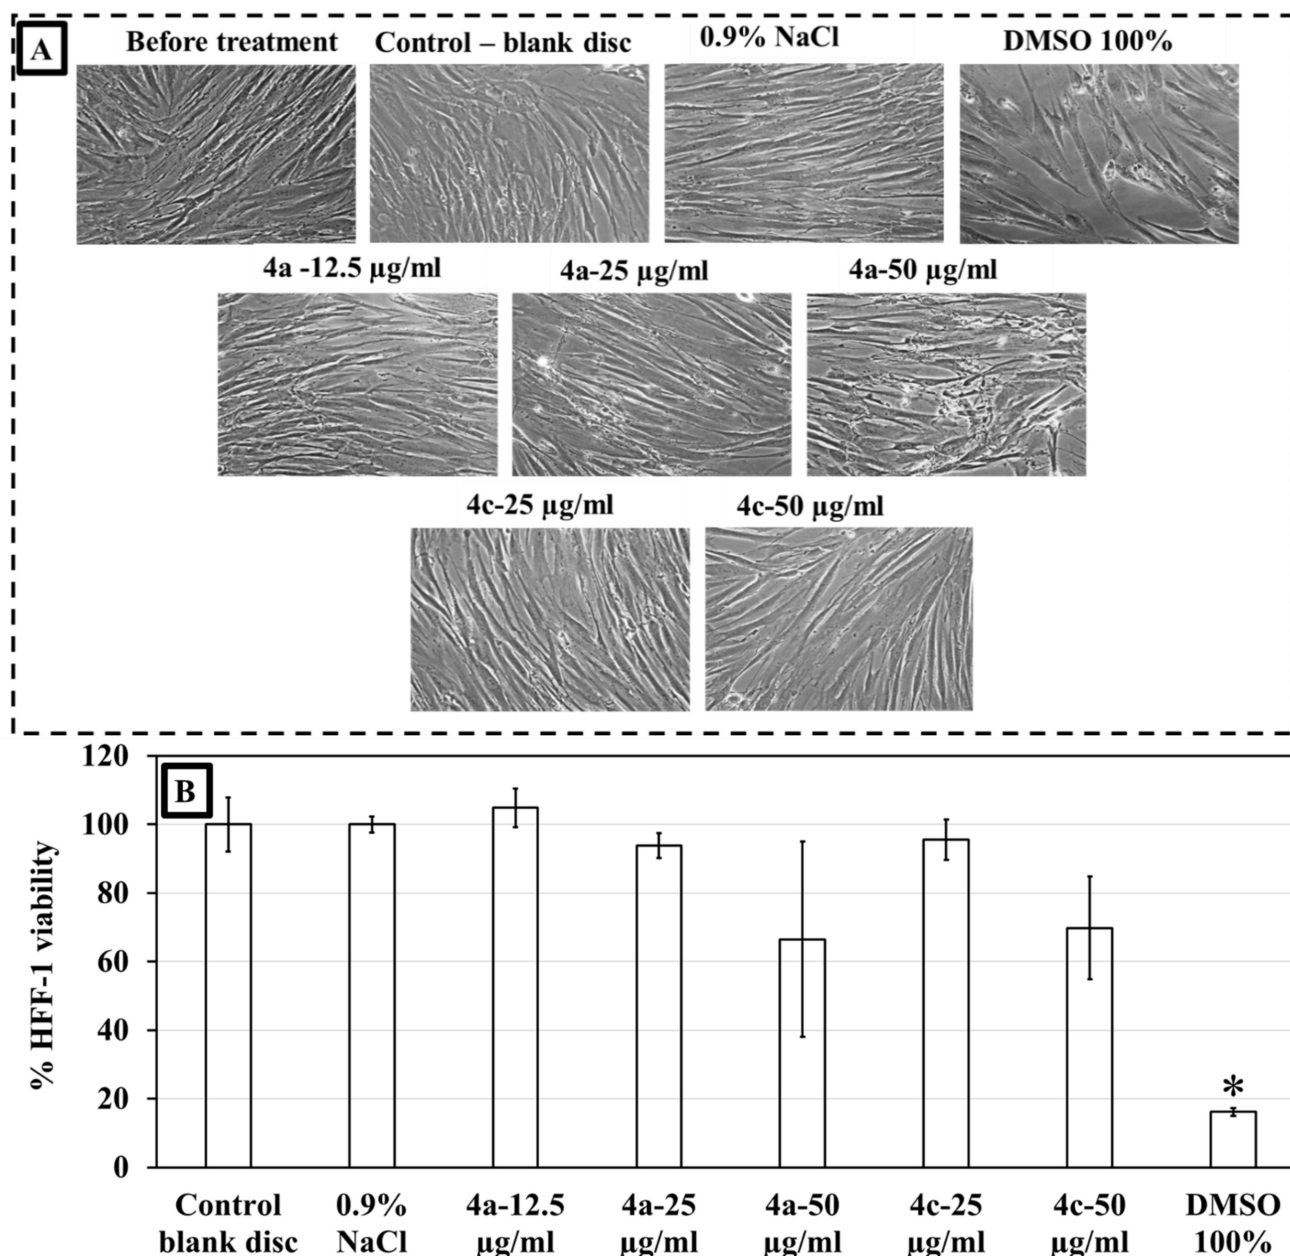 A
Before treatment
Control – blank disc
0.9% NaCl
DMSO 100%
4a -12.5 µg/ml
4a-25 µg/ml
4a-50 µg/ml
4c-25 µg/ml
4c-50 µg/ml
B
% HFF-1 viability
120
100
80
60
40
20
0
*
Control
blank disc
0.9%
NaCl
4a-12.5
µg/ml
4a-25
µg/ml
4a-50
µg/ml
4c-25
µg/ml
4c-50
µg/ml
DMSO
100%